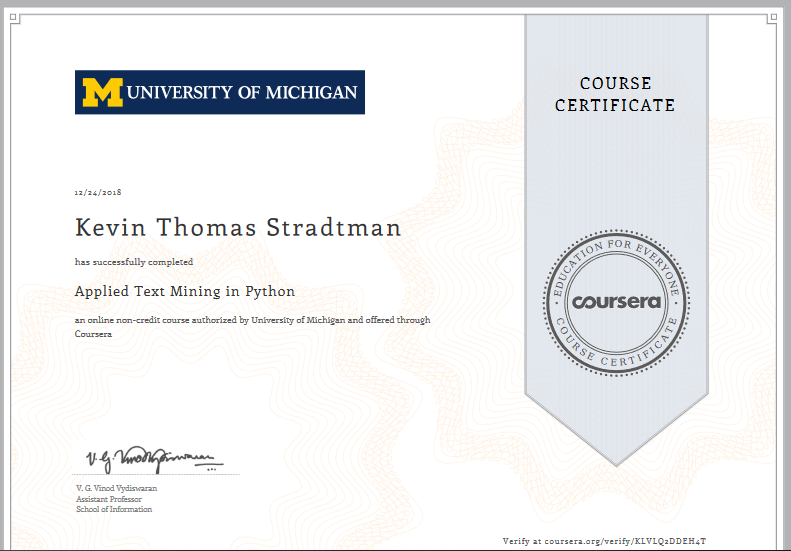 M UNIVERSITY OF MICHIGAN
COURSE
CERTIFICATE
12/24/2018
Kevin Thomas Stradtman
has successfully completed
Applied Text Mining in Python
an online non-credit course authorized by University of Michigan and offered through
Coursera
EDUCATION FOR EVERYONE
coursera
COURSE CERTIFICATE
V. G. Vinod Vydiswaran
V. G. Vinod Vydiswaran
Assistant Professor
School of Information
Verify at coursera.org/verify/KLVLQ2DDEH4T